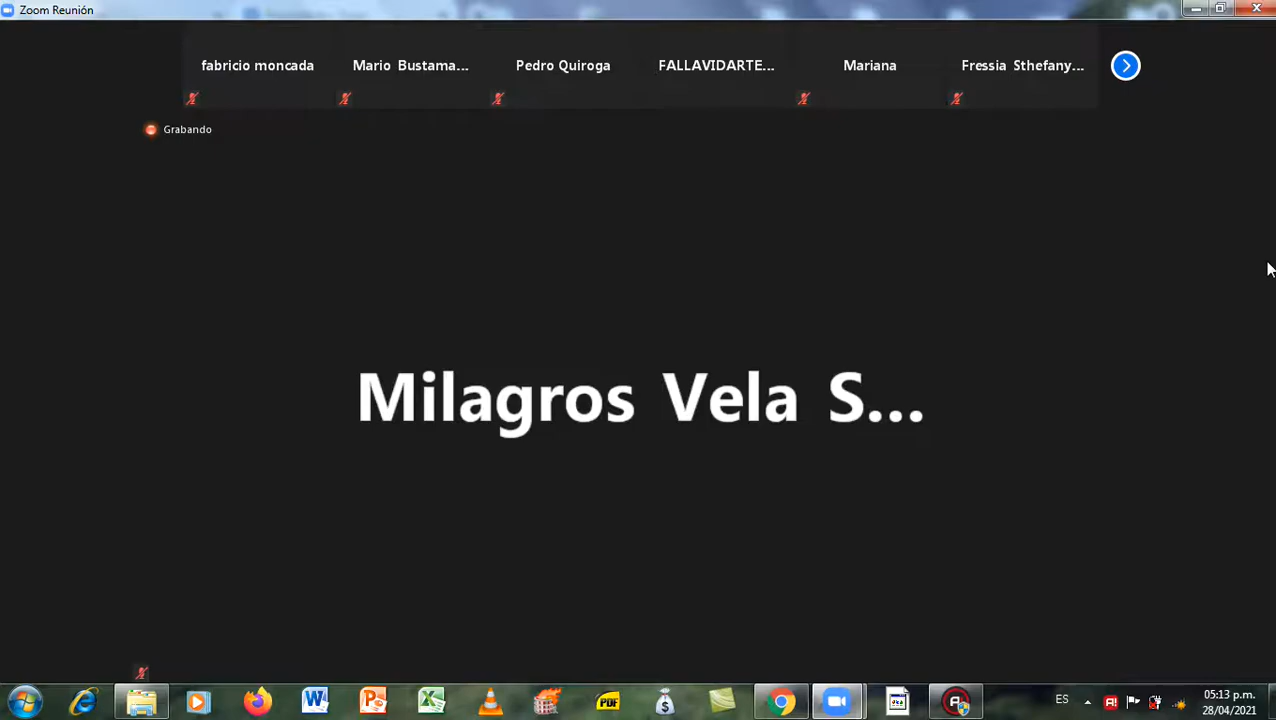 Zoom Reunión
fabricio moncada
Mario Bustama...
Pedro Quiroga
FALLAVIDARTE...
Mariana
Fressia Sthefany...
Grabando
Milagros Vela S...
PDF
ES
05:13 p.m.
28/04/2021